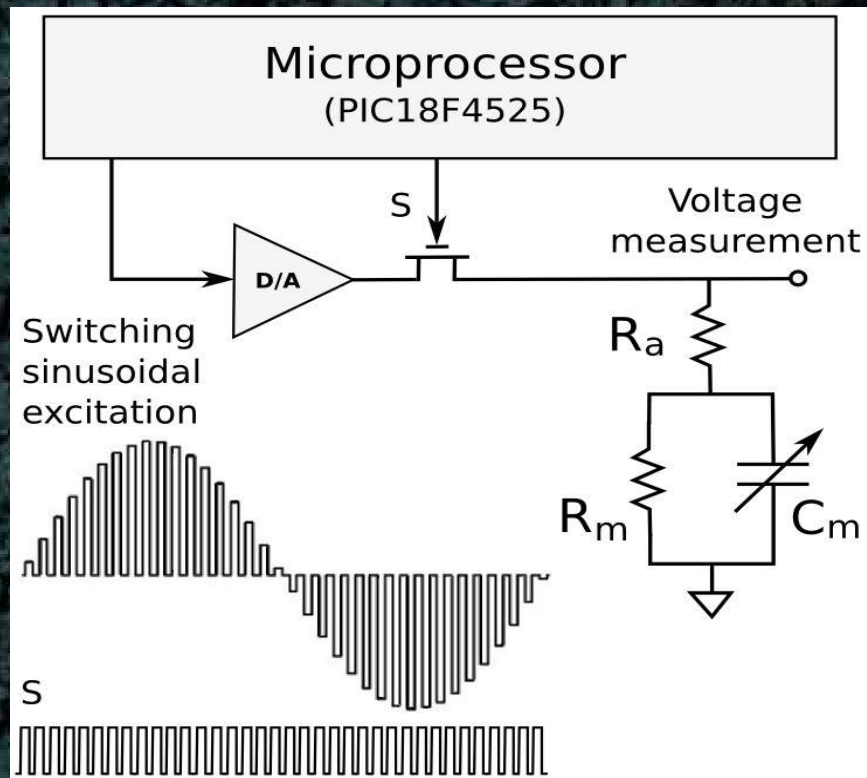 Microprocessor
(PIC18F4525)
S
Voltage
measurement
D/A
Switching
sinusoidal
excitation
Ra
Rm
Cm
S